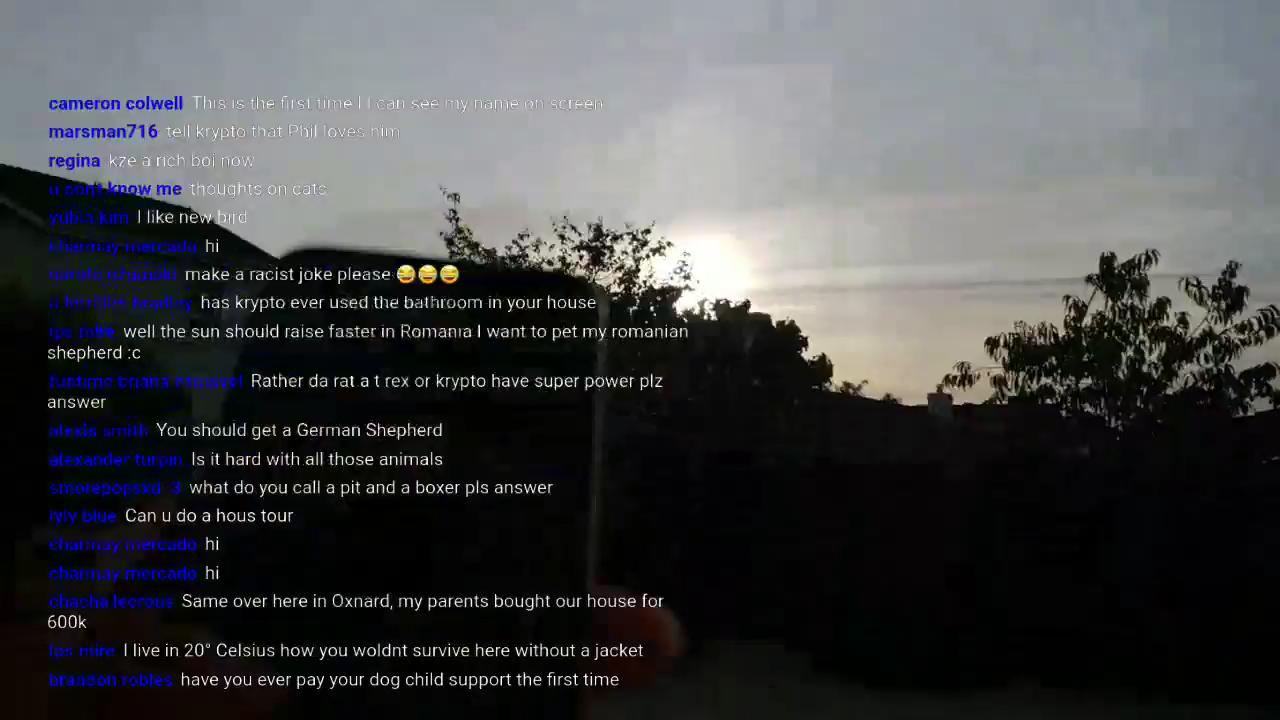 cameron colwell This is the first time I I can see my name on screen
marsman716 tell krypto that Phil loves him
regina kze a rich boi now
u don't know me thoughts on cats
yubin kim I like new bird
charmay mercado hi
make a racist joke please 😂😂😂
bradley has krypto ever used the bathroom in your house
well the sun should raise faster in Romania I want to pet my romanian
shepherd :c
funtime briana esquivel Rather da rat a t rex or krypto have super power plz
answer
alexis smith You should get a German Shepherd
alexander turpin Is it hard with all those animals
smorepopsxd :3 what do you call a pit and a boxer pls answer
lyly blue Can u do a hous tour
charmay mercado hi
charmay mercado hi
chacha Same over here in Oxnard, my parents bought our house for
600k
I live in 20° Celsius how you woldnt survive here without a jacket
brandon robles have you ever pay your dog child support the first time